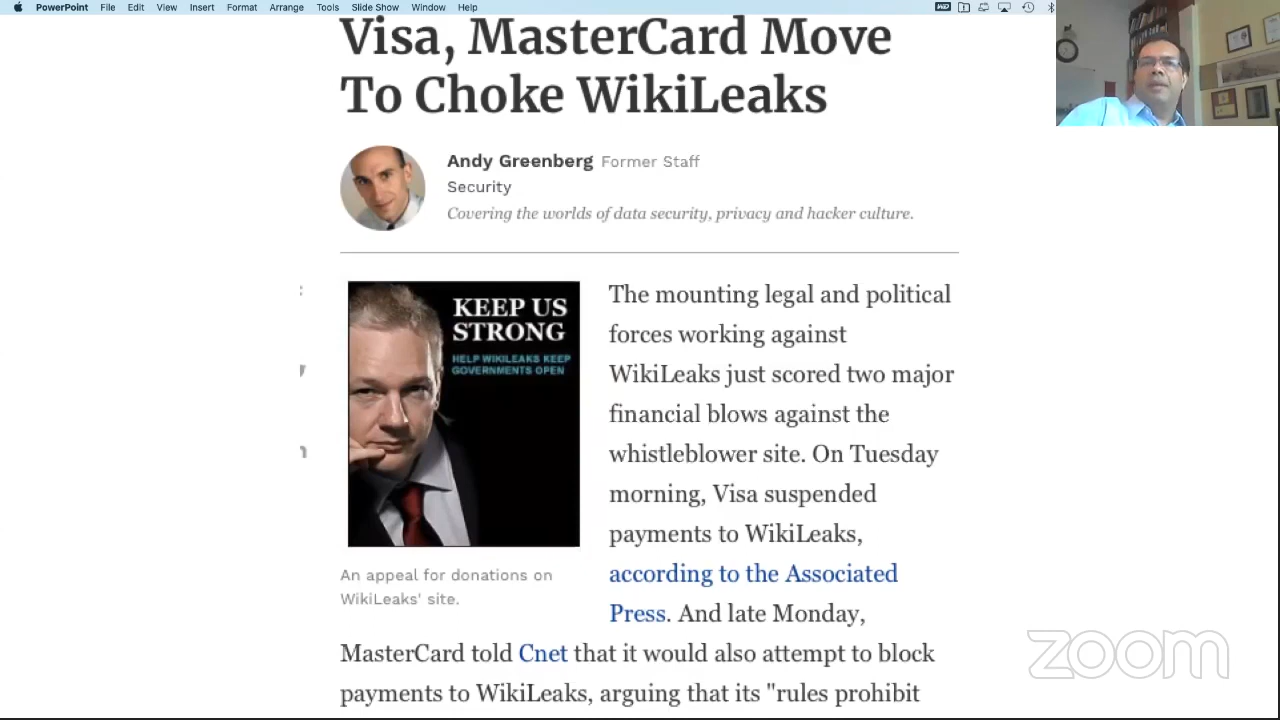 PowerPoint File Edit View Insert Format Arrange Tools Slide Show Window Help
Visa, MasterCard Move
To Choke WikiLeaks
Andy Greenberg Former Staff
Security
Covering the worlds of data security, privacy and hacker culture.
KEEP US
STRONG
HELP WIKILEAKS KEEP
GOVERNMENTS OPEN
An appeal for donations on
WikiLeaks' site.
The mounting legal and political
forces working against
WikiLeaks just scored two major
financial blows against the
whistleblower site. On Tuesday
morning, Visa suspended
payments to WikiLeaks,
according to the Associated
Press. And late Monday,
MasterCard told Cnet that it would also attempt to block
payments to WikiLeaks, arguing that its "rules prohibit
zoom